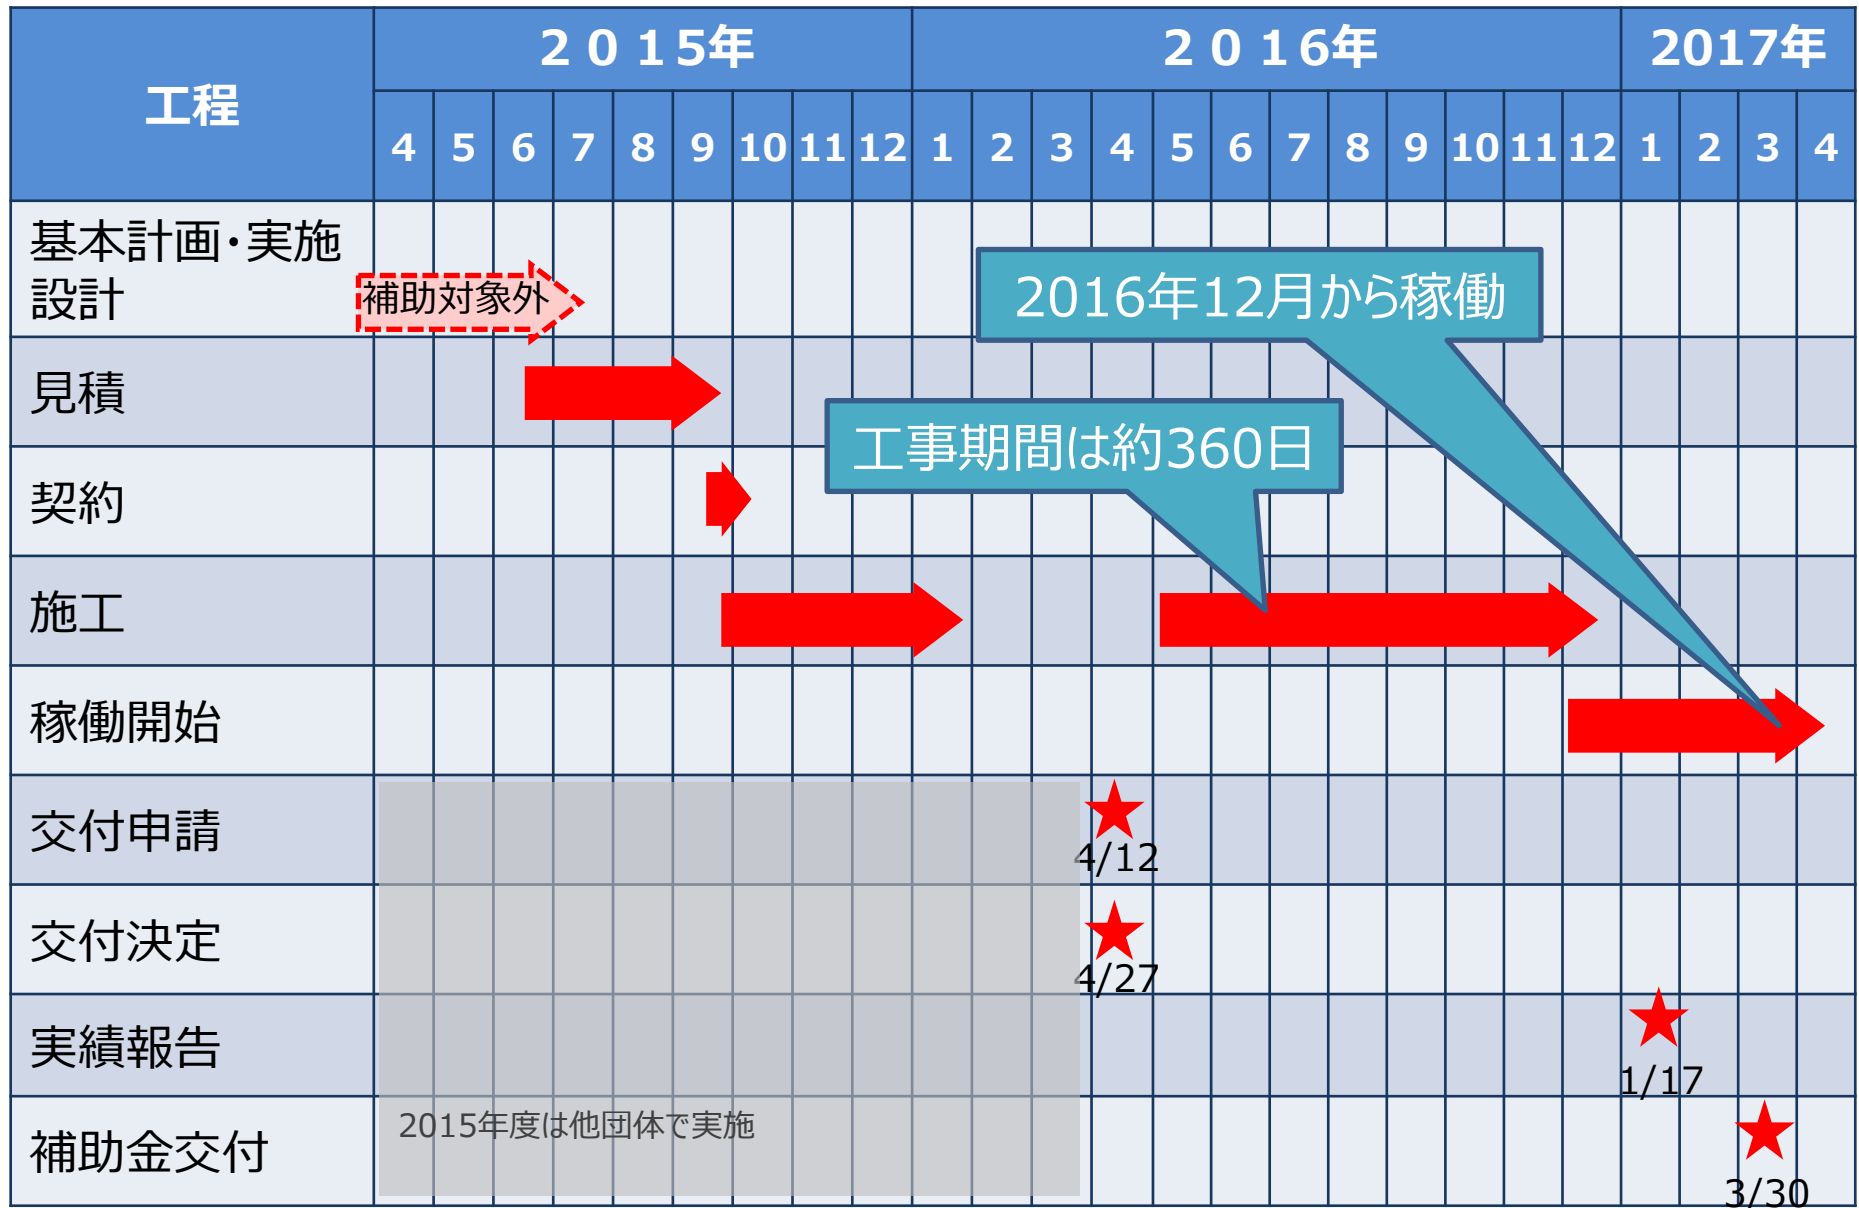 工程
２０１５年
２０１６年
2017年
4 5 6 7 8 9 10 11 12 1 2 3 4 5 6 7 8 9 10 11 12 1 2 3 4
基本計画・実施
設計
補助対象外
2016年12月から稼働
見積
工事期間は約360日
契約
施工
稼働開始
交付申請
4/12
交付決定
4/27
実績報告
1/17
2015年度は他団体で実施
補助金交付
3/30